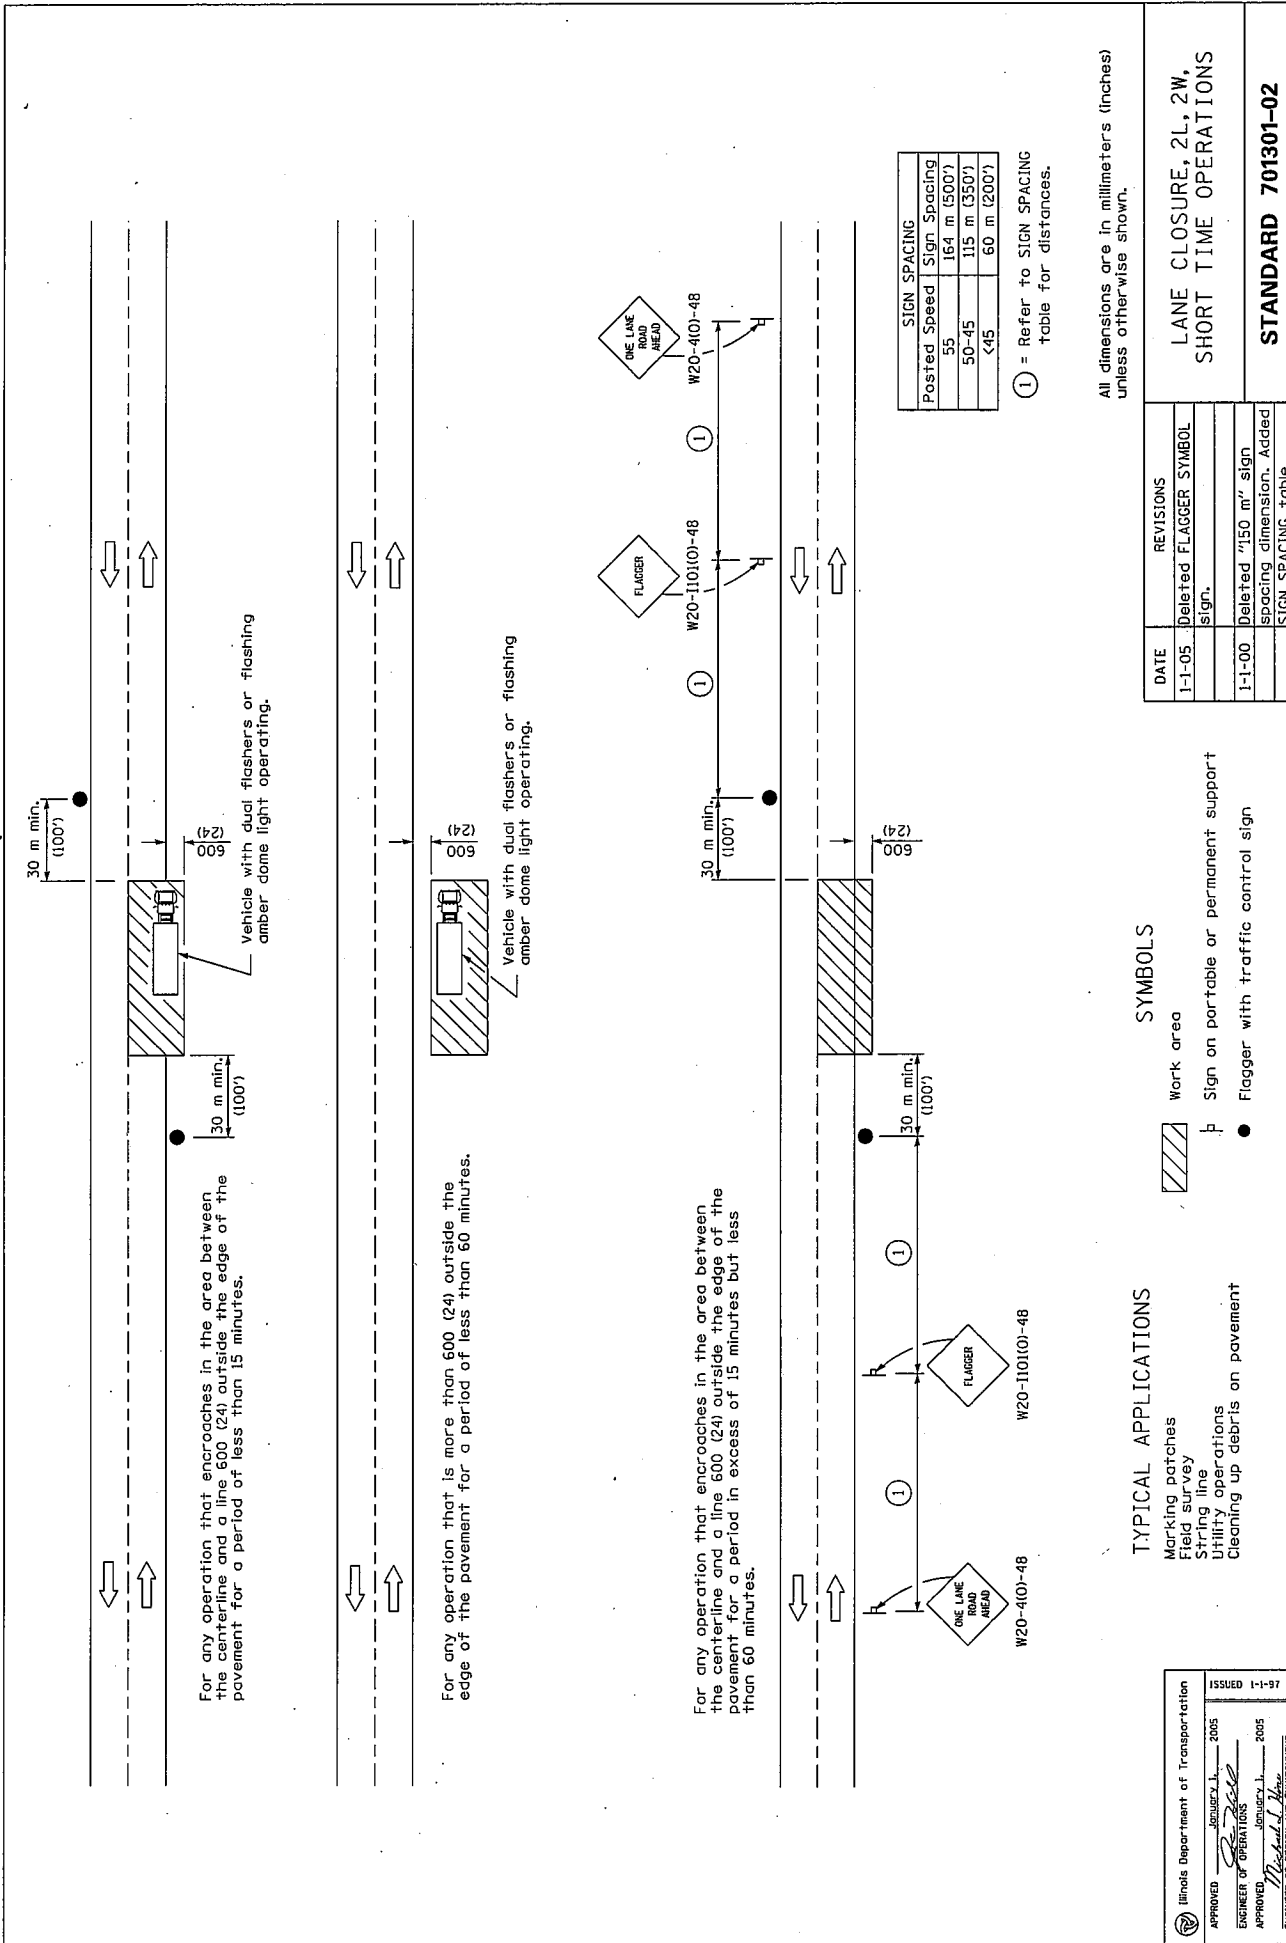 30 m min.
(100')
600
(24)
Vehicle with dual flashers or flashing
amber dome light operating.
30 m min.
(100')
For any operation that encroaches in the area between
the centerline and a line 600 (24) outside the edge of the
pavement for a period of less than 15 minutes.
600
(24)
Vehicle with dual flashers or flashing
amber dome light operating.
For any operation that is more than 600 (24) outside the
edge of the pavement for a period of less than 60 minutes.
ONE LANE
ROAD
AHEAD
W20-4(O)-48
FLAGGER
W20-I101(O)-48
1
1
30 m min.
(100')
600
(24)
30 m min.
(100')
For any operation that encroaches in the area between
the centerline and a line 600 (24) outside the edge of the
pavement for a period in excess of 15 minutes but less
than 60 minutes.
1
1
FLAGGER
W20-I101(O)-48
ONE LANE
ROAD
AHEAD
W20-4(O)-48
SIGN SPACING
Posted Speed Sign Spacing
55 164 m (500')
50-45 115 m (350')
<45 60 m (200')
1 = Refer to SIGN SPACING
table for distances.
All dimensions are in millimeters (inches)
unless otherwise shown.
TYPICAL APPLICATIONS
Marking patches
Field survey
String line
Utility operations
Cleaning up debris on pavement
SYMBOLS
Work area
Sign on portable or permanent support
Flagger with traffic control sign
Illinois Department of Transportation
APPROVED January 1, 2005
ENGINEER OF OPERATIONS
APPROVED January 1, 2005
ISSUED 1-1-97
DATE REVISIONS
1-1-05 Deleted FLAGGER SYMBOL
sign.
1-1-00 Deleted "150 m" sign
spacing dimension. Added
SIGN SPACING table
LANE CLOSURE, 2L, 2W,
SHORT TIME OPERATIONS
STANDARD 701301-02